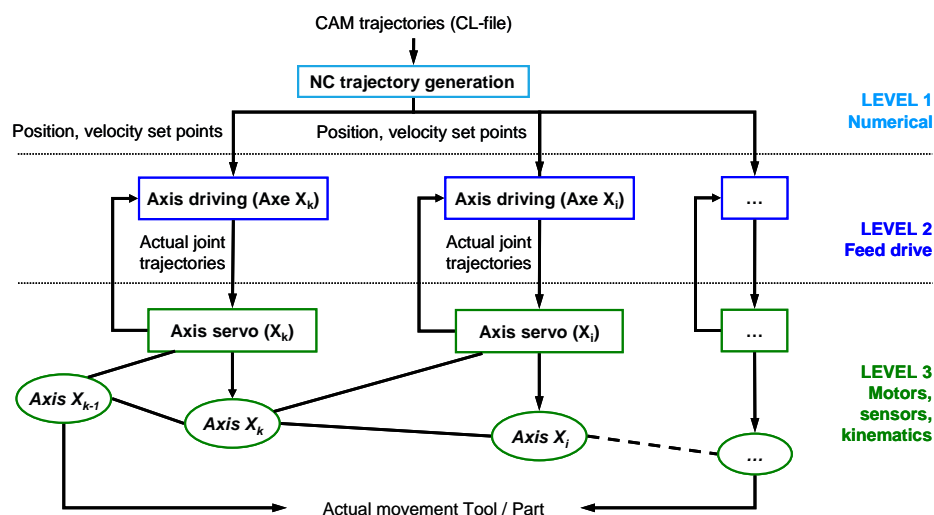 CAM trajectories (CL-file)
NC trajectory generation
LEVEL 1
Numerical
Position, velocity set points
Position, velocity set points
Axis driving (Axe Xk)
Axis driving (Axe Xi)
...
LEVEL 2
Feed drive
Actual joint
trajectories
Actual joint
trajectories
Axis servo (Xk)
Axis servo (Xi)
...
LEVEL 3
Motors,
sensors,
kinematics
Axis Xk-1
Axis Xk
Axis Xi
...
Actual movement Tool / Part